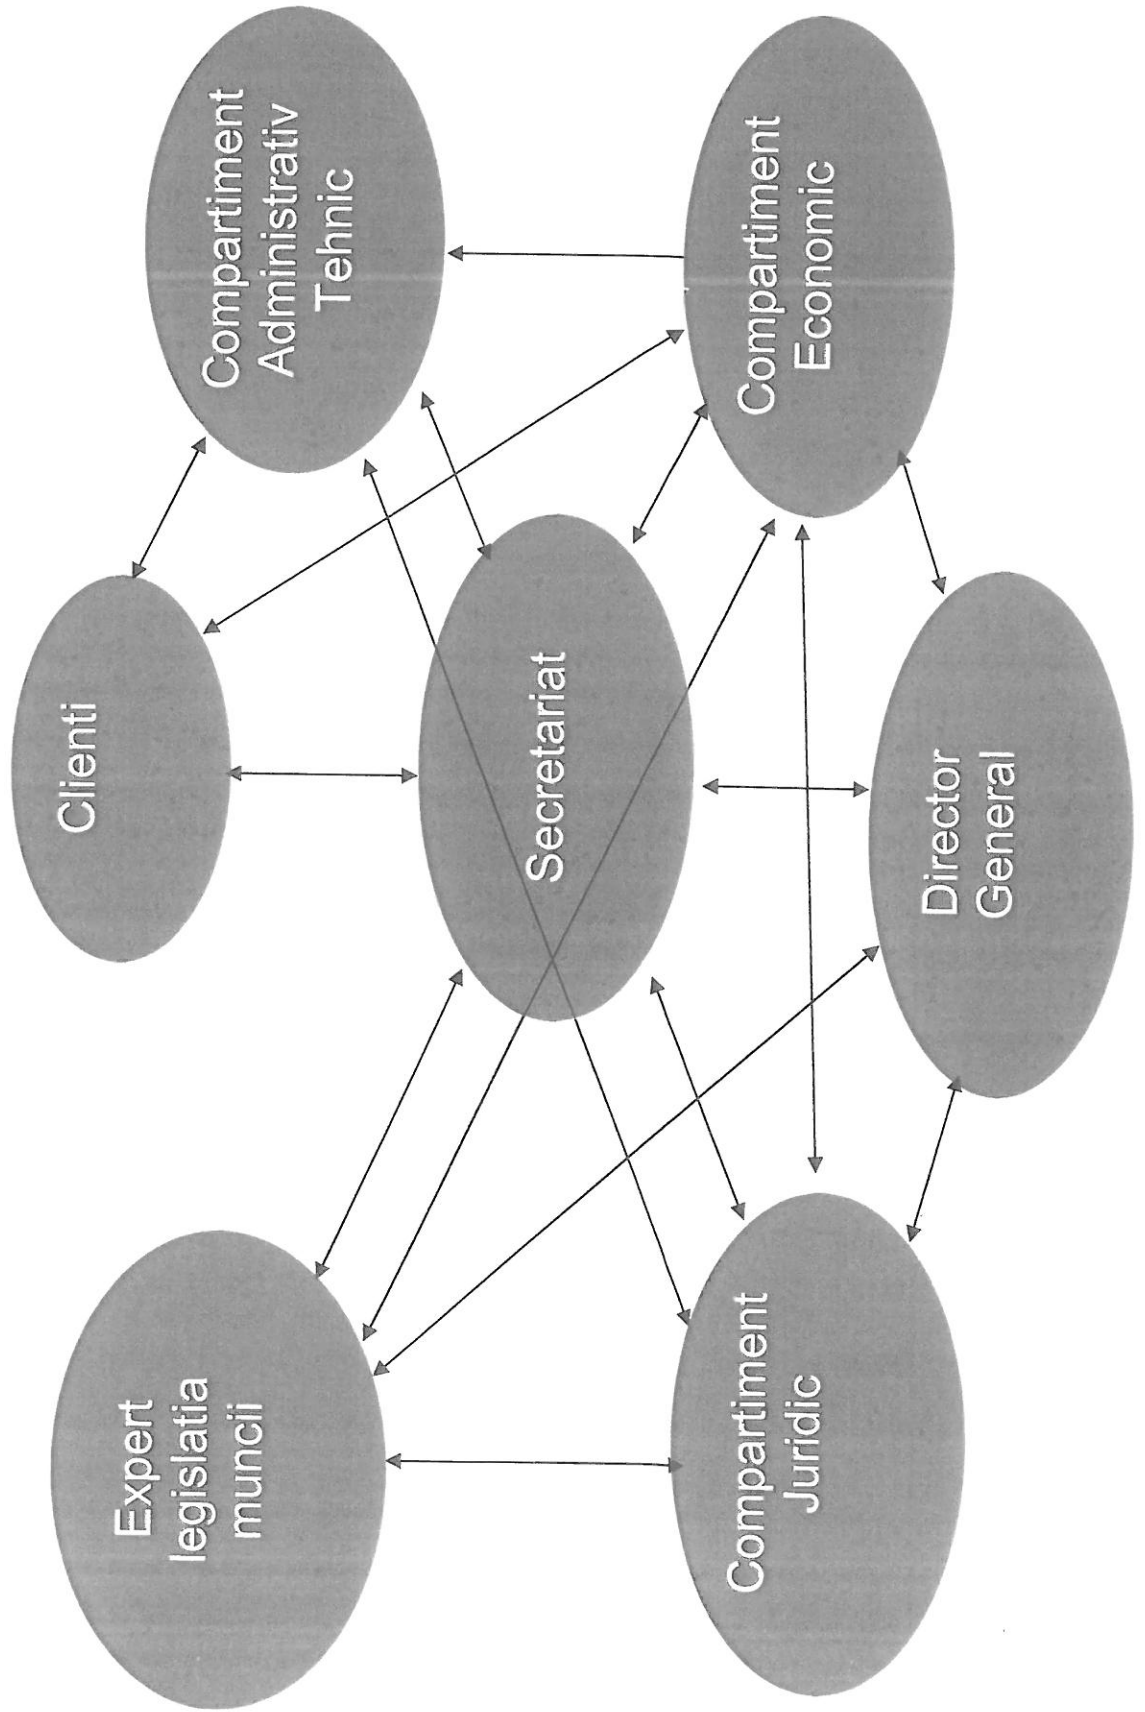 Expert
legislatia
muncii
Clienti
Compartiment
Administrativ
Tehnic
Secretariat
Compartiment
Juridic
Director
General
Compartiment
Economic